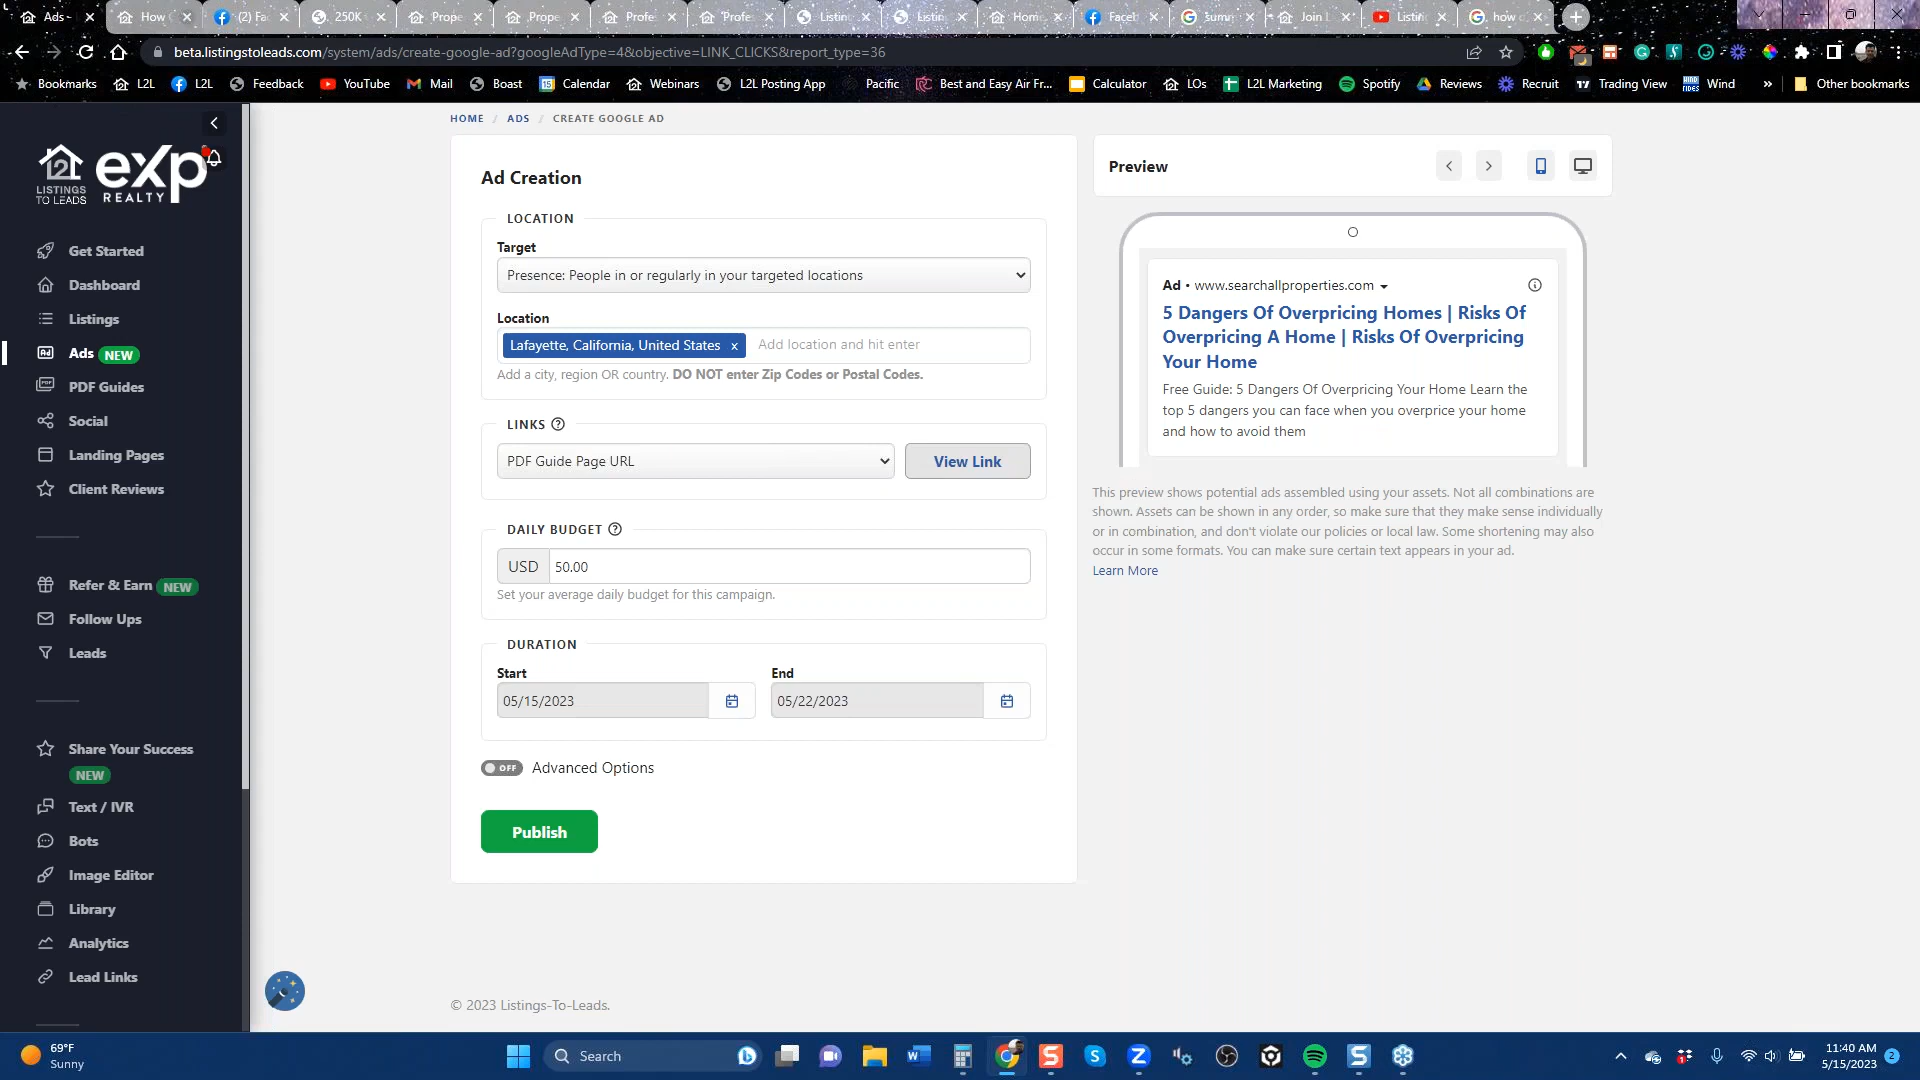 Ads -
How (
(2) Fa
250K
Prope
Prope
Profe
Profe
Listin
Listin
Home
Faceb
sumn
Join L
Listin
how
beta.listingstoleads.com/system/ads/create-google-ad?googleAdType=4&objective=LINK_CLICKS&report_type=36
Bookmarks
L2L
L2L
Feedback
YouTube
Mail
Boast
Calendar
Webinars
L2L Posting App
Pacific
Best and Easy Air Fr...
Calculator
LOs
L2L Marketing
Spotify
Reviews
Recruit
Trading View
Wind
»
Other bookmarks
L2L
LISTINGS
TO LEADS
eXp
REALTY
Get Started
Dashboard
Listings
Ads NEW
PDF Guides
Social
Landing Pages
Client Reviews
Refer & Earn NEW
Follow Ups
Leads
Share Your Success
NEW
Text / IVR
Bots
Image Editor
Library
Analytics
Lead Links
HOME / ADS / CREATE GOOGLE AD
Ad Creation
LOCATION
Target
Presence: People in or regularly in your targeted locations
Location
Lafayette, California, United States x Add location and hit enter
Add a city, region OR country. DO NOT enter Zip Codes or Postal Codes.
LINKS
PDF Guide Page URL
View Link
DAILY BUDGET
USD 50.00
Set your average daily budget for this campaign.
DURATION
Start
05/15/2023
End
05/22/2023
OFF Advanced Options
Publish
© 2023 Listings-To-Leads.
Preview
Ad • www.searchallproperties.com
5 Dangers Of Overpricing Homes | Risks Of
Overpricing A Home | Risks Of Overpricing
Your Home
Free Guide: 5 Dangers Of Overpricing Your Home Learn the
top 5 dangers you can face when you overprice your home
and how to avoid them
This preview shows potential ads assembled using your assets. Not all combinations are
shown. Assets can be shown in any order, so make sure that they make sense individually
or in combination, and don't violate our policies or local law. Some shortening may also
occur in some formats. You can make sure certain text appears in your ad.
Learn More
69°F
Sunny
Search
11:40 AM
5/15/2023
2